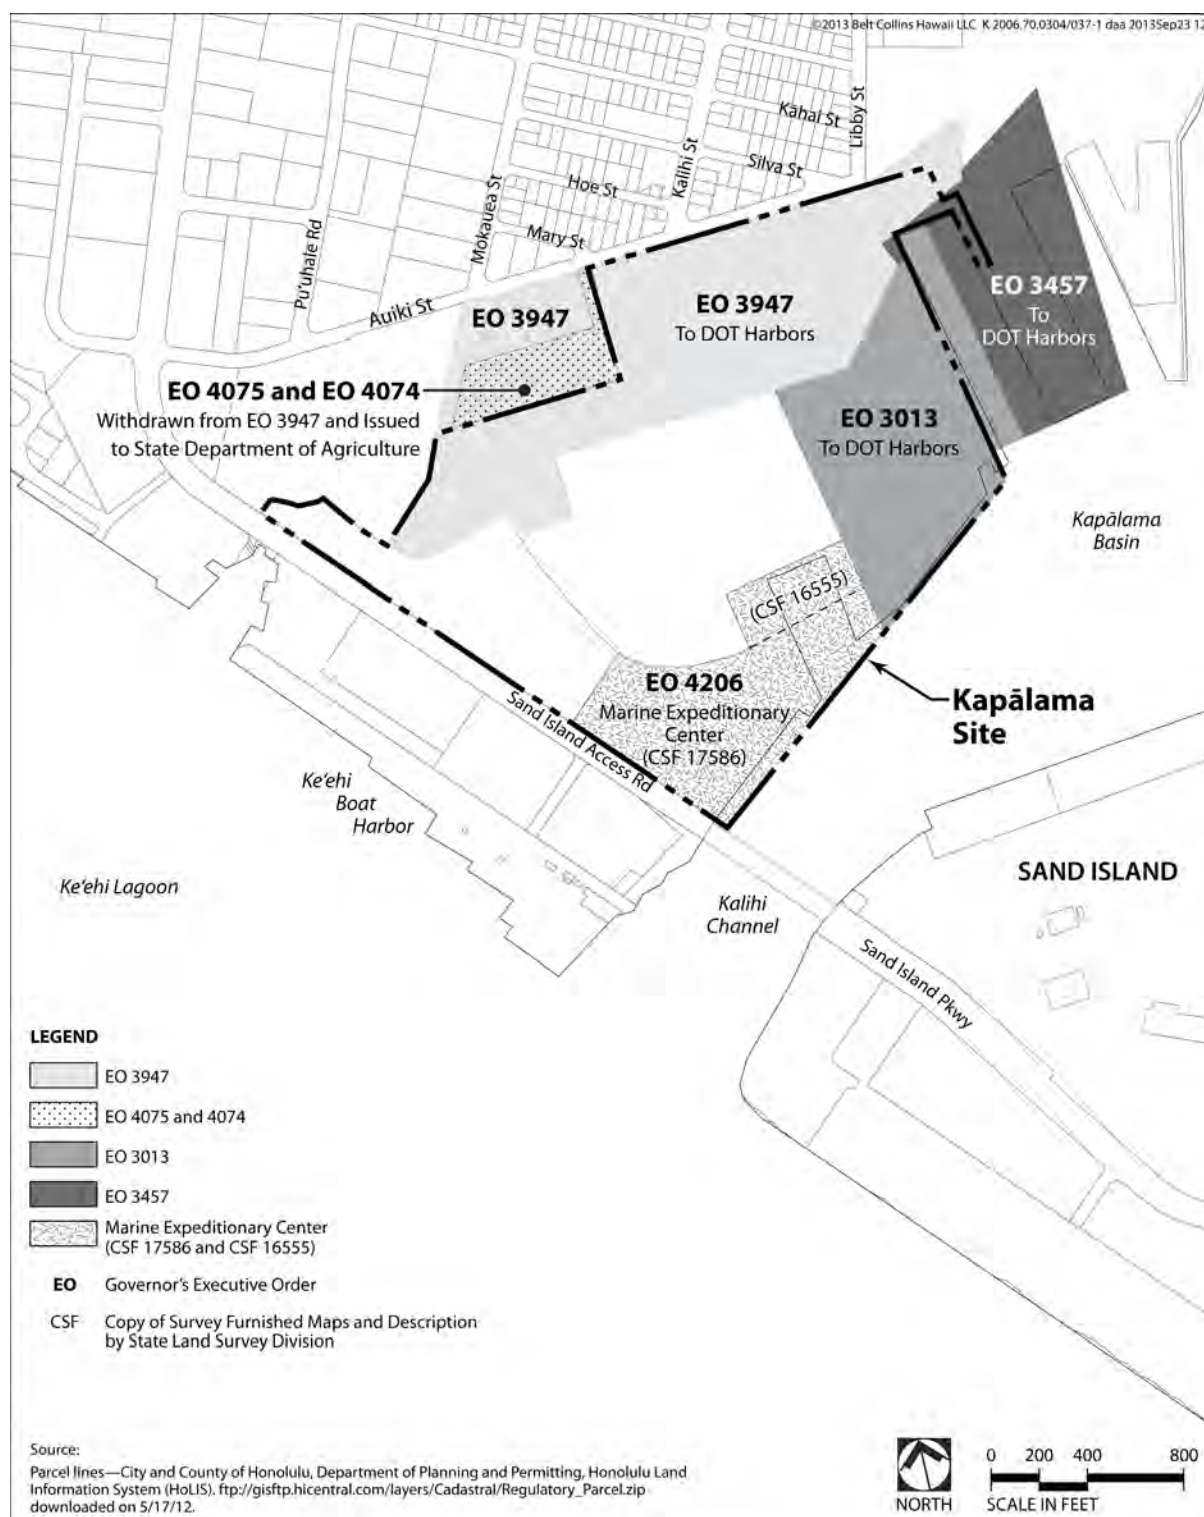 ©2013 Belt Collins Hawaii LLC K 2006.70.0304/037-1 daa 2013Sep23 12
Kāhai St
Libby St
Silva St
Kalihi St
Hoe St
Mokauea St
Mary St
Pu'uhale Rd
Auiki St
EO 3947
EO 3947
To DOT Harbors
EO 3457
To
DOT Harbors
EO 4075 and EO 4074
Withdrawn from EO 3947 and Issued
to State Department of Agriculture
EO 3013
To DOT Harbors
Kapālama
Basin
(CSF 16555)
EO 4206
Marine Expeditionary
Center
(CSF 17586)
Kapālama
Site
Sand Island Access Rd
Ke'ehi
Boat
Harbor
Ke'ehi Lagoon
Kalihi
Channel
SAND ISLAND
Sand Island Pkwy
LEGEND
EO 3947
EO 4075 and 4074
EO 3013
EO 3457
Marine Expeditionary Center
(CSF 17586 and CSF 16555)
EO Governor's Executive Order
CSF Copy of Survey Furnished Maps and Description
by State Land Survey Division
Source:
Parcel lines—City and County of Honolulu, Department of Planning and Permitting, Honolulu Land
Information System (HoLIS). ftp://gisftp.hicentral.com/layers/Cadastral/Regulatory_Parcel.zip
downloaded on 5/17/12.
NORTH
0 200 400 800
SCALE IN FEET